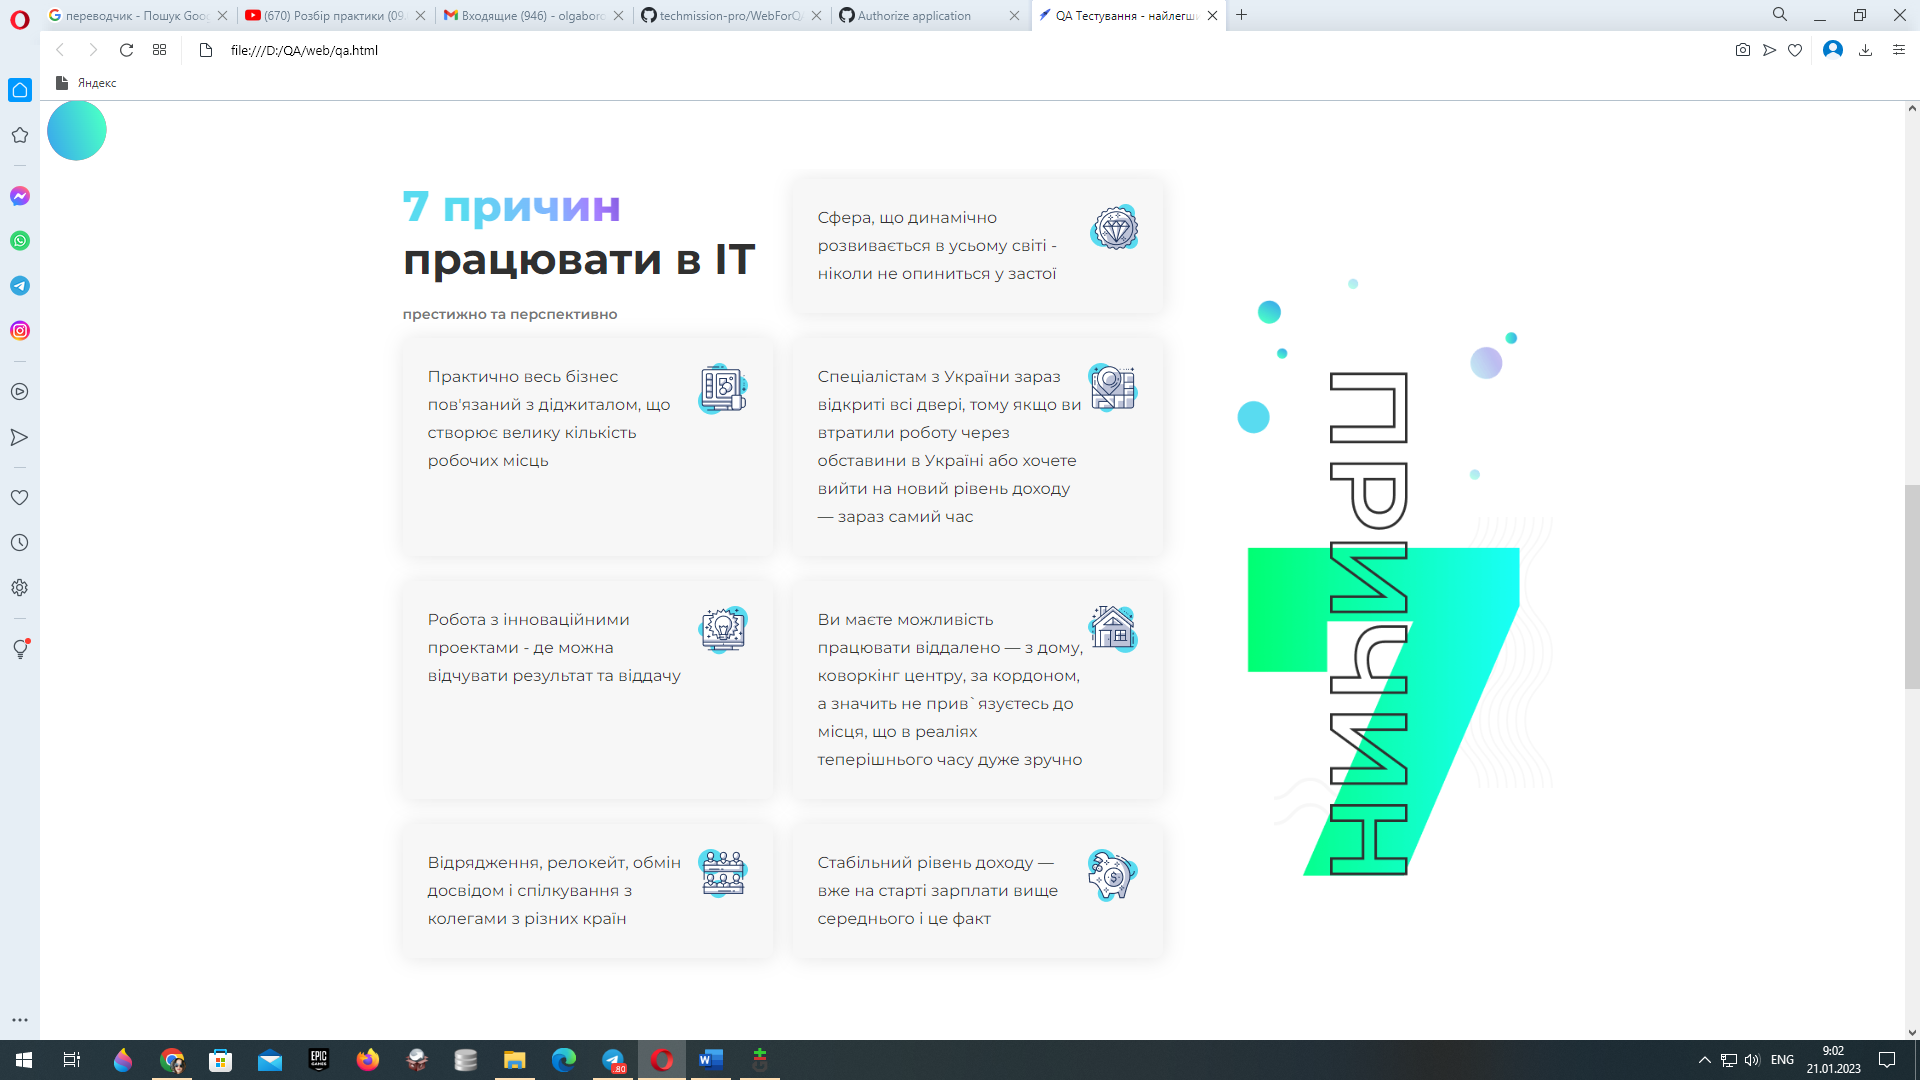 переводчик - Пошук Goo
(670) Розбір практики (09.
Входящие (946) - olgaboro
techmission-pro/WebForQ
Authorize application
QA Тестування - найлегш
file:///D:/QA/web/qa.html
Яндекс
7 причин
працювати в ІТ
престижно та перспективно
Сфера, що динамічно
розвивається в усьому світі -
ніколи не опиниться у застої
Практично весь бізнес
пов'язаний з діджиталом, що
створює велику кількість
робочих місць
Спеціалістам з України зараз
відкриті всі двері, тому якщо ви
втратили роботу через
обставини в Україні або хочете
вийти на новий рівень доходу
— зараз самий час
Робота з інноваційними
проектами - де можна
відчувати результат та віддачу
Ви маєте можливість
працювати віддалено — з дому,
коворкінг центру, за кордоном,
а значить не прив`язуєтесь до
місця, що в реаліях
теперішнього часу дуже зручно
Відрядження, релокейт, обмін
досвідом і спілкування з
колегами з різних країн
Стабільний рівень доходу —
вже на старті зарплати вище
середнього і це факт
7
ПРИЧИН
EPIC
GAMES
.80
ENG
9:02
21.01.2023